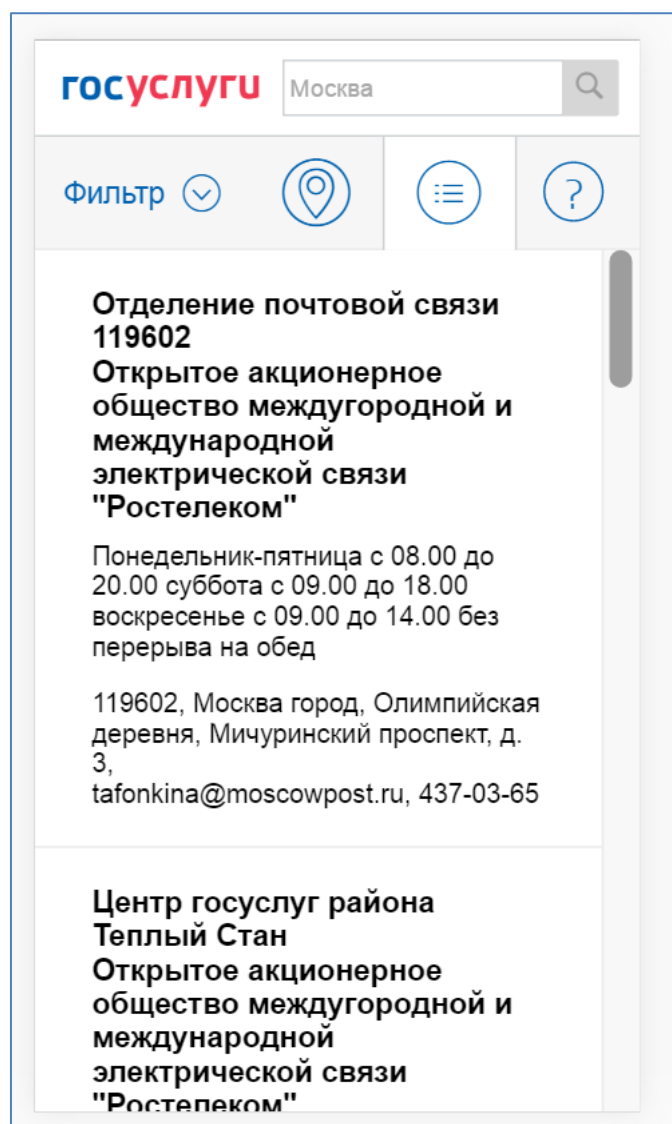 госуслуги Москва
Фильтр ?
Отделение почтовой связи
119602
Открытое акционерное
общество междугородной и
международной
электрической связи
"Ростелеком"
Понедельник-пятница с 08.00 до
20.00 суббота с 09.00 до 18.00
воскресенье с 09.00 до 14.00 без
перерыва на обед
119602, Москва город, Олимпийская
деревня, Мичуринский проспект, д.
3,
tafonkina@moscowpost.ru, 437-03-65
Центр госуслуг района
Теплый Стан
Открытое акционерное
общество междугородной и
международной
электрической связи
"Ростелеком"